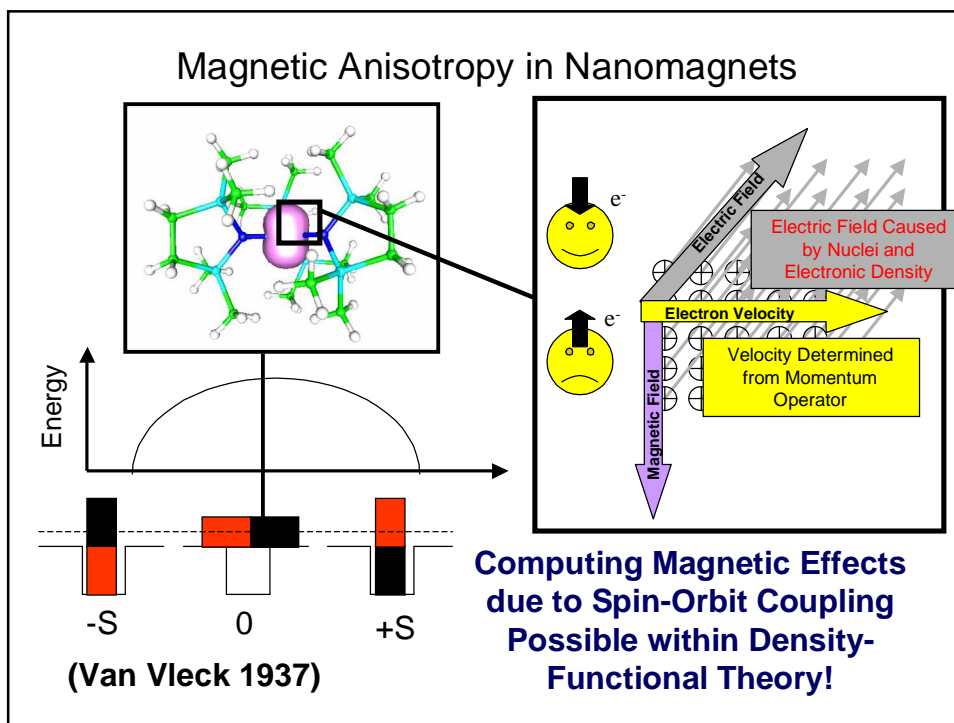 Magnetic Anisotropy in Nanomagnets
e-
e-
Electric Field
Electric Field Caused
by Nuclei and
Electronic Density
Electron Velocity
Velocity Determined
from Momentum
Operator
Magnetic Field
Energy
-S
0
+S
(Van Vleck 1937)
Computing Magnetic Effects
due to Spin-Orbit Coupling
Possible within Density-
Functional Theory!